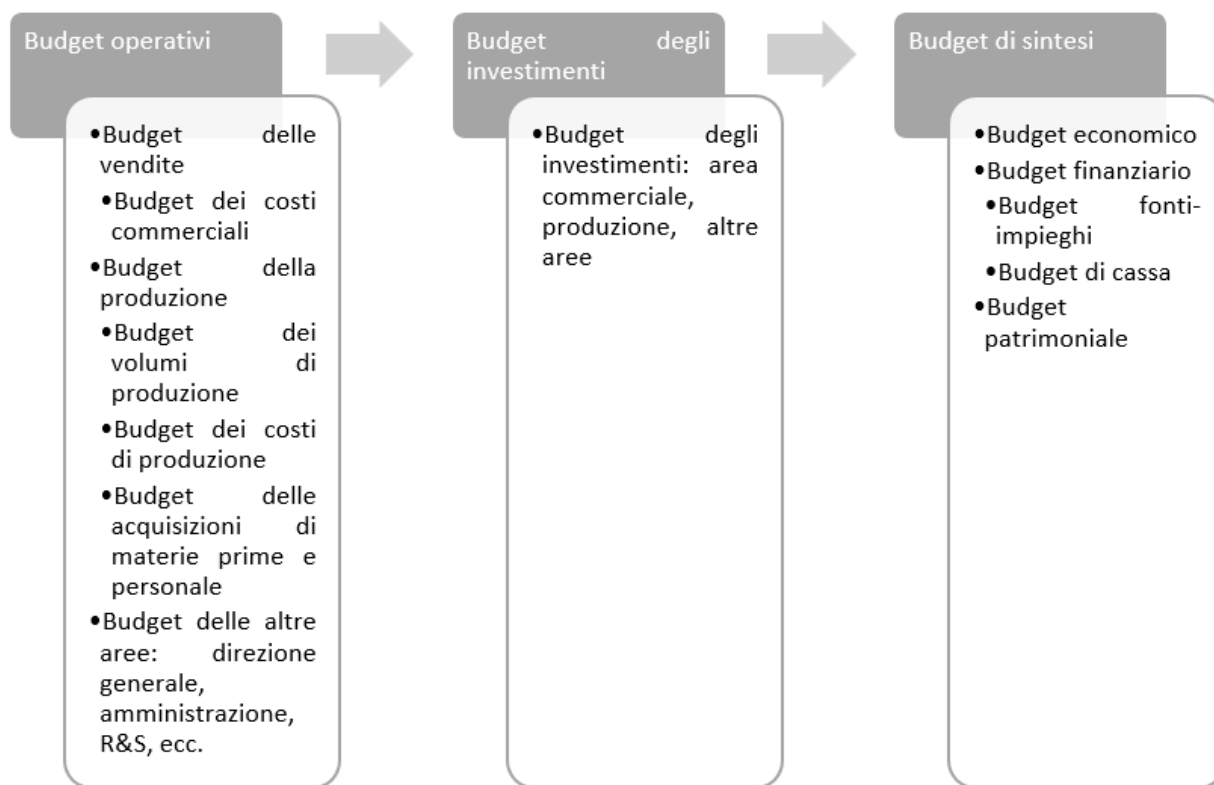 Budget operativi
•Budget delle
vendite
•Budget dei costi
commerciali
•Budget della
produzione
•Budget dei
volumi di
produzione
•Budget dei costi
di produzione
•Budget delle
acquisizioni di
materie prime e
personale
•Budget delle altre
aree: direzione
generale,
amministrazione,
R&S, ecc.
Budget degli
investimenti
•Budget degli
investimenti: area
commerciale,
produzione, altre
aree
Budget di sintesi
•Budget economico
•Budget finanziario
•Budget fonti-
impieghi
•Budget di cassa
•Budget
patrimoniale